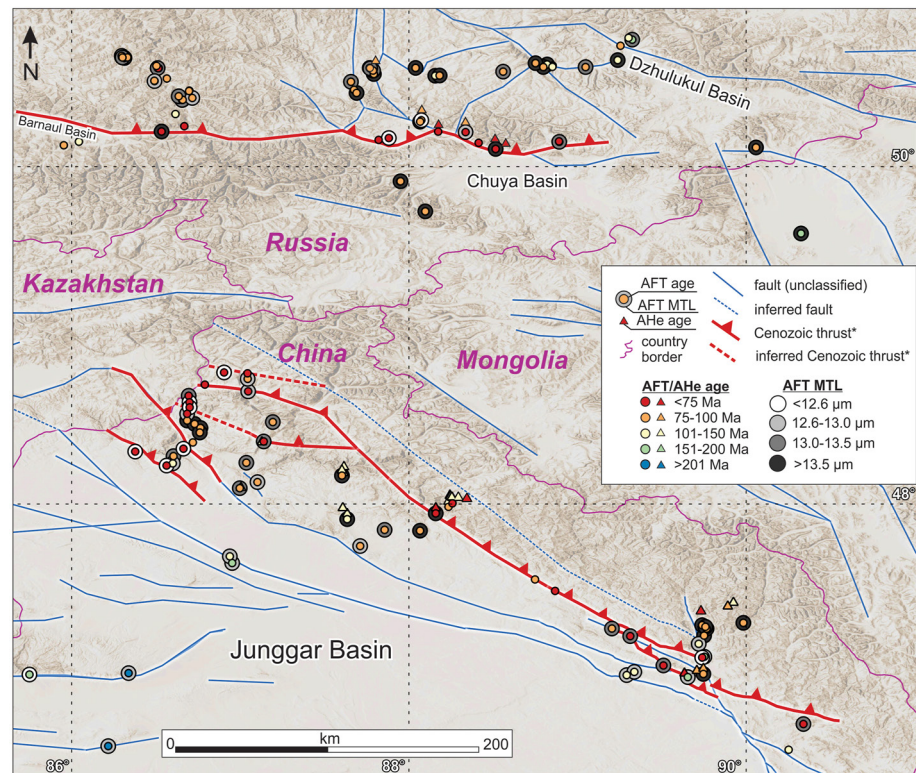 N
Dzhulukul Basin
Barnaul Basin
50°
Chuya Basin
Russia
Kazakhstan
China
Mongolia
AFT age
AFT MTL
AHe age
country
border
fault (unclassified)
inferred fault
Cenozoic thrust*
inferred Cenozoic thrust*
AFT/AHe age
<75 Ma
75-100 Ma
101-150 Ma
151-200 Ma
>201 Ma
AFT MTL
<12.6 µm
12.6-13.0 µm
13.0-13.5 µm
>13.5 µm
48°
Junggar Basin
km
0
200
86°
88°
90°